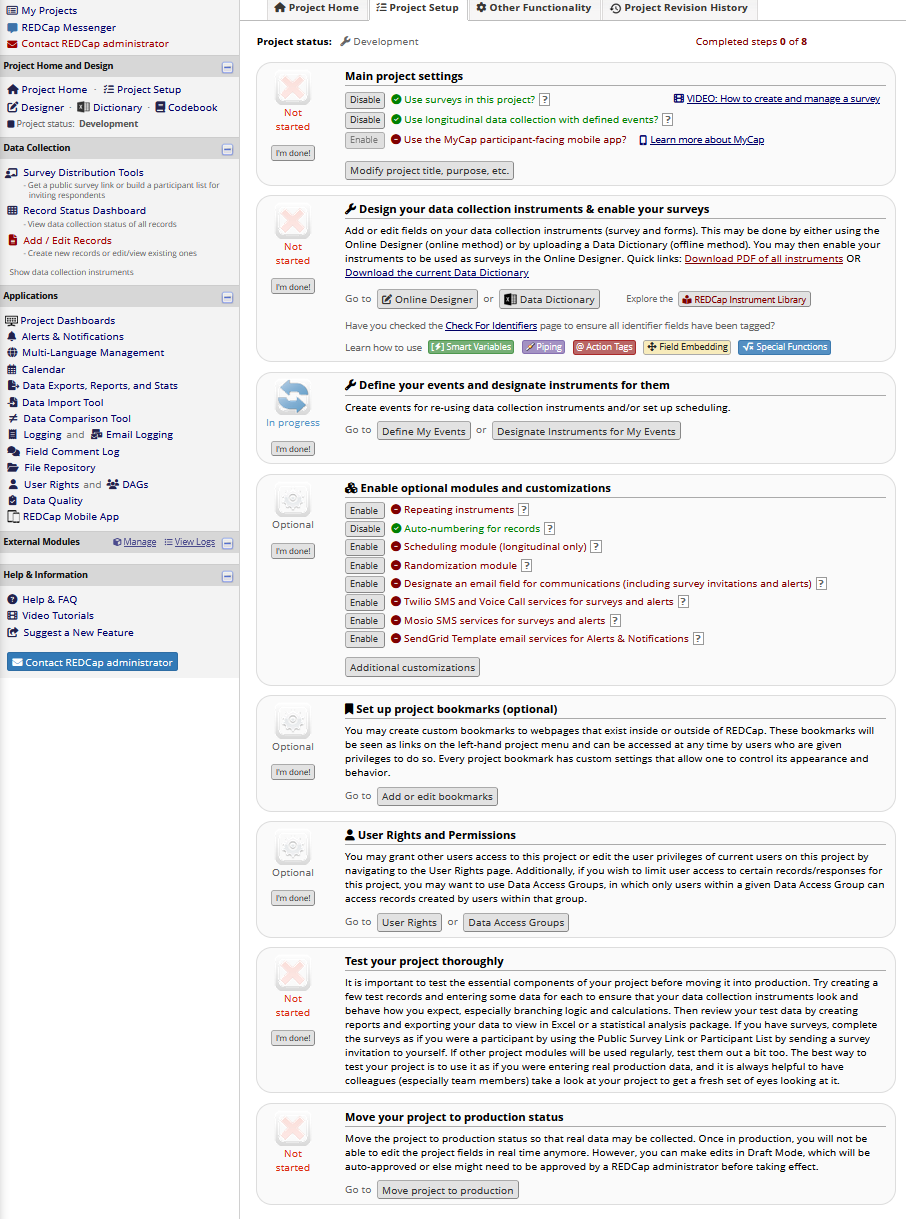 My Projects
REDCap Messenger
Contact REDCap administrator
Project Home and Design
Project Home · Project Setup
Designer · Dictionary · Codebook
Project status: Development
Data Collection
Survey Distribution Tools
- Get a public survey link or build a participant list for
inviting respondents
Record Status Dashboard
- View data collection status of all records
Add / Edit Records
- Create new records or edit/view existing ones
Show data collection instruments
Applications
Project Dashboards
Alerts & Notifications
Multi-Language Management
Calendar
Data Exports, Reports, and Stats
Data Import Tool
Data Comparison Tool
Logging and Email Logging
Field Comment Log
File Repository
User Rights and DAGs
Data Quality
REDCap Mobile App
External Modules Manage View Logs
Help & Information
Help & FAQ
Video Tutorials
Suggest a New Feature
Contact REDCap administrator
Project Home Project Setup Other Functionality Project Revision History
Project status: Development Completed steps 0 of 8
Not
started
I'm done!
Main project settings
Disable Use surveys in this project? ? VIDEO: How to create and manage a survey
Disable Use longitudinal data collection with defined events? ?
Enable Use the MyCap participant-facing mobile app? Learn more about MyCap
Modify project title, purpose, etc.
Not
started
I'm done!
Design your data collection instruments & enable your surveys
Add or edit fields on your data collection instruments (survey and forms). This may be done by either using the
Online Designer (online method) or by uploading a Data Dictionary (offline method). You may then enable your
instruments to be used as surveys in the Online Designer. Quick links: Download PDF of all instruments OR
Download the current Data Dictionary
Go to Online Designer or Data Dictionary Explore the REDCap Instrument Library
Have you checked the Check For Identifiers page to ensure all identifier fields have been tagged?
Learn how to use [⚡] Smart Variables Piping @ Action Tags Field Embedding Special Functions
In progress
I'm done!
Define your events and designate instruments for them
Create events for re-using data collection instruments and/or set up scheduling.
Go to Define My Events or Designate Instruments for My Events
Optional
I'm done!
Enable optional modules and customizations
Enable Repeating instruments ?
Disable Auto-numbering for records ?
Enable Scheduling module (longitudinal only) ?
Enable Randomization module ?
Enable Designate an email field for communications (including survey invitations and alerts) ?
Enable Twilio SMS and Voice Call services for surveys and alerts ?
Enable Mosio SMS services for surveys and alerts ?
Enable SendGrid Template email services for Alerts & Notifications ?
Additional customizations
Optional
I'm done!
Set up project bookmarks (optional)
You may create custom bookmarks to webpages that exist inside or outside of REDCap. These bookmarks will
be seen as links on the left-hand project menu and can be accessed at any time by users who are given
privileges to do so. Every project bookmark has custom settings that allow one to control its appearance and
behavior.
Go to Add or edit bookmarks
Optional
I'm done!
User Rights and Permissions
You may grant other users access to this project or edit the user privileges of current users on this project by
navigating to the User Rights page. Additionally, if you wish to limit user access to certain records/responses for
this project, you may want to use Data Access Groups, in which only users within a given Data Access Group can
access records created by users within that group.
Go to User Rights or Data Access Groups
Not
started
I'm done!
Test your project thoroughly
It is important to test the essential components of your project before moving it into production. Try creating a
few test records and entering some data for each to ensure that your data collection instruments look and
behave how you expect, especially branching logic and calculations. Then review your test data by creating
reports and exporting your data to view in Excel or a statistical analysis package. If you have surveys, complete
the surveys as if you were a participant by using the Public Survey Link or Participant List by sending a survey
invitation to yourself. If other project modules will be used regularly, test them out a bit too. The best way to
test your project is to use it as if you were entering real production data, and it is always helpful to have
colleagues (especially team members) take a look at your project to get a fresh set of eyes looking at it.
Not
started
Move your project to production status
Move the project to production status so that real data may be collected. Once in production, you will not be
able to edit the project fields in real time anymore. However, you can make edits in Draft Mode, which will be
auto-approved or else might need to be approved by a REDCap administrator before taking effect.
Go to Move project to production